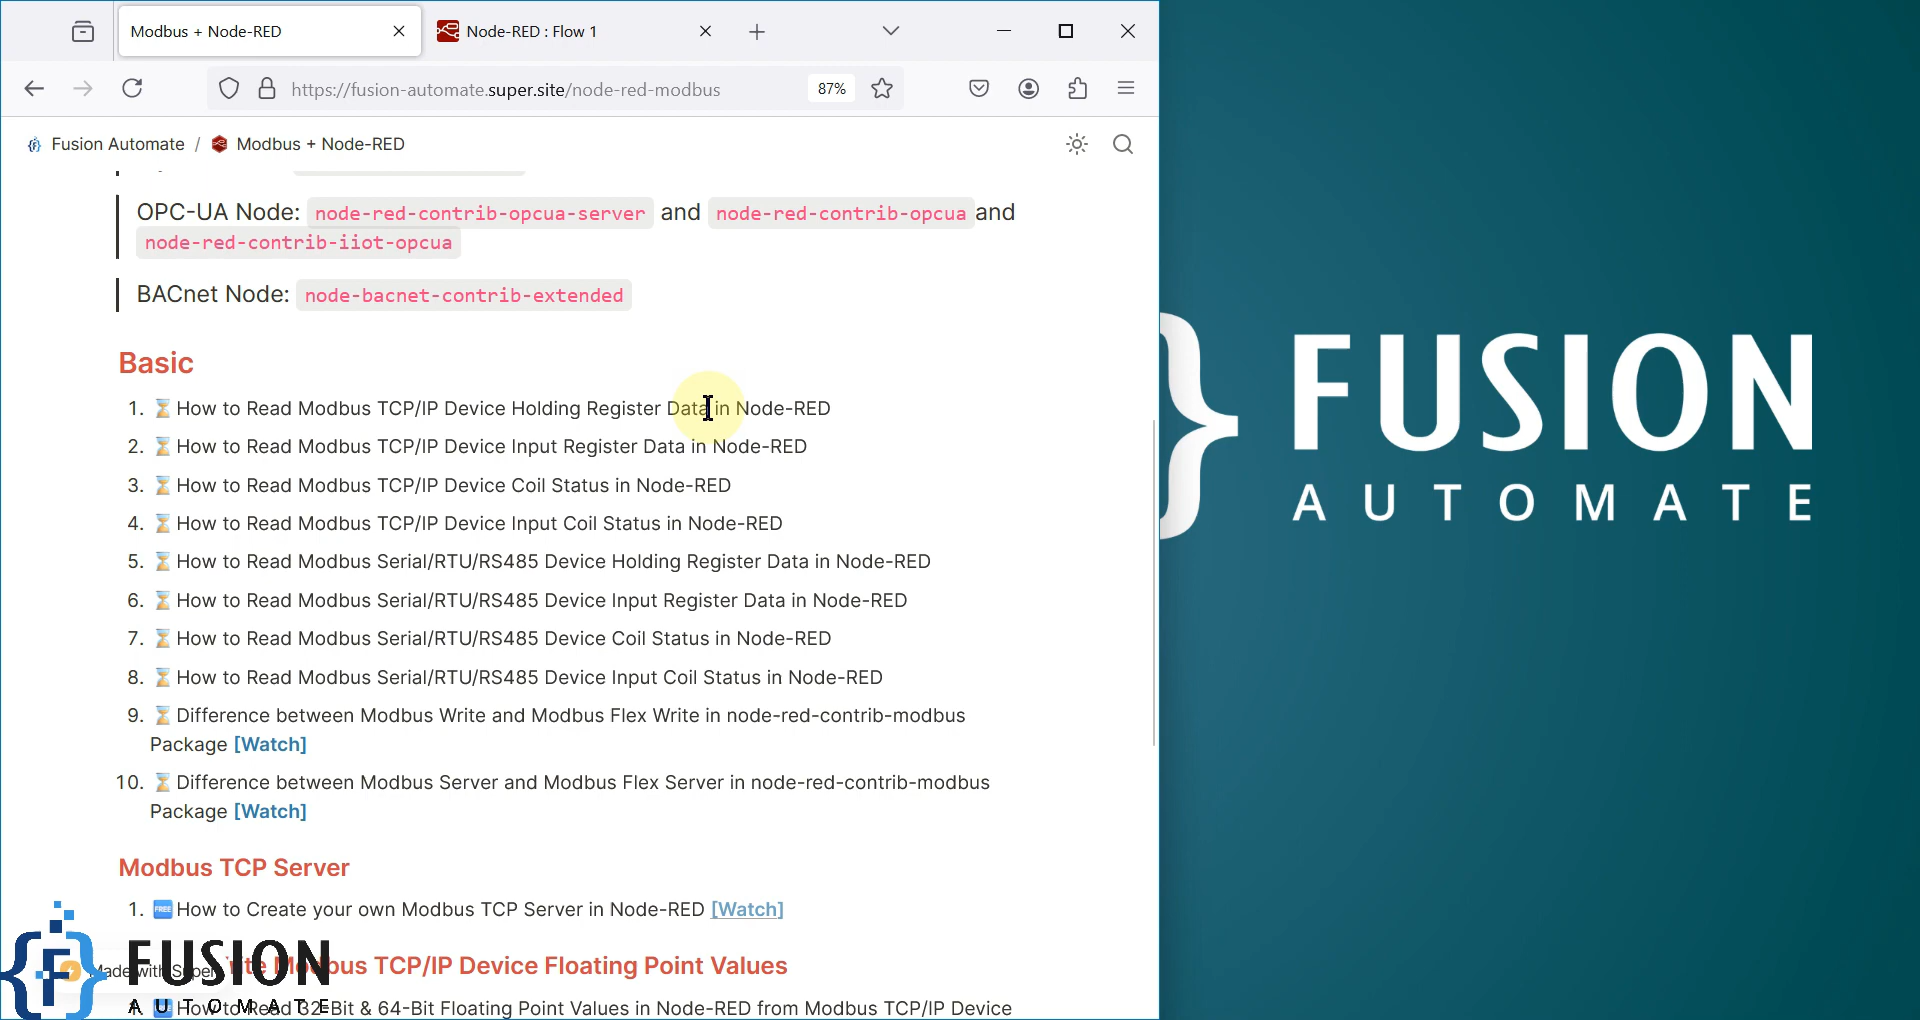 Modbus + Node-RED
Node-RED : Flow 1
https://fusion-automate.super.site/node-red-modbus
87%
Fusion Automate / Modbus + Node-RED
OPC-UA Node: node-red-contrib-opcua-server and node-red-contrib-opcua and
node-red-contrib-iiot-opcua
BACnet Node: node-bacnet-contrib-extended
Basic
1. ⏳How to Read Modbus TCP/IP Device Holding Register Data in Node-RED
2. ⏳How to Read Modbus TCP/IP Device Input Register Data in Node-RED
3. ⏳How to Read Modbus TCP/IP Device Coil Status in Node-RED
4. ⏳How to Read Modbus TCP/IP Device Input Coil Status in Node-RED
5. ⏳How to Read Modbus Serial/RTU/RS485 Device Holding Register Data in Node-RED
6. ⏳How to Read Modbus Serial/RTU/RS485 Device Input Register Data in Node-RED
7. ⏳How to Read Modbus Serial/RTU/RS485 Device Coil Status in Node-RED
8. ⏳How to Read Modbus Serial/RTU/RS485 Device Input Coil Status in Node-RED
9. ⏳Difference between Modbus Write and Modbus Flex Write in node-red-contrib-modbus
Package [Watch]
10. ⏳Difference between Modbus Server and Modbus Flex Server in node-red-contrib-modbus
Package [Watch]
Modbus TCP Server
1. 🆓How to Create your own Modbus TCP Server in Node-RED [Watch]
Modbus TCP/IP Device Floating Point Values
How to Read 32-Bit & 64-Bit Floating Point Values in Node-RED from Modbus TCP/IP Device
Made with Super
FUSION
AUTOMATE
FUSION
AUTOMATE